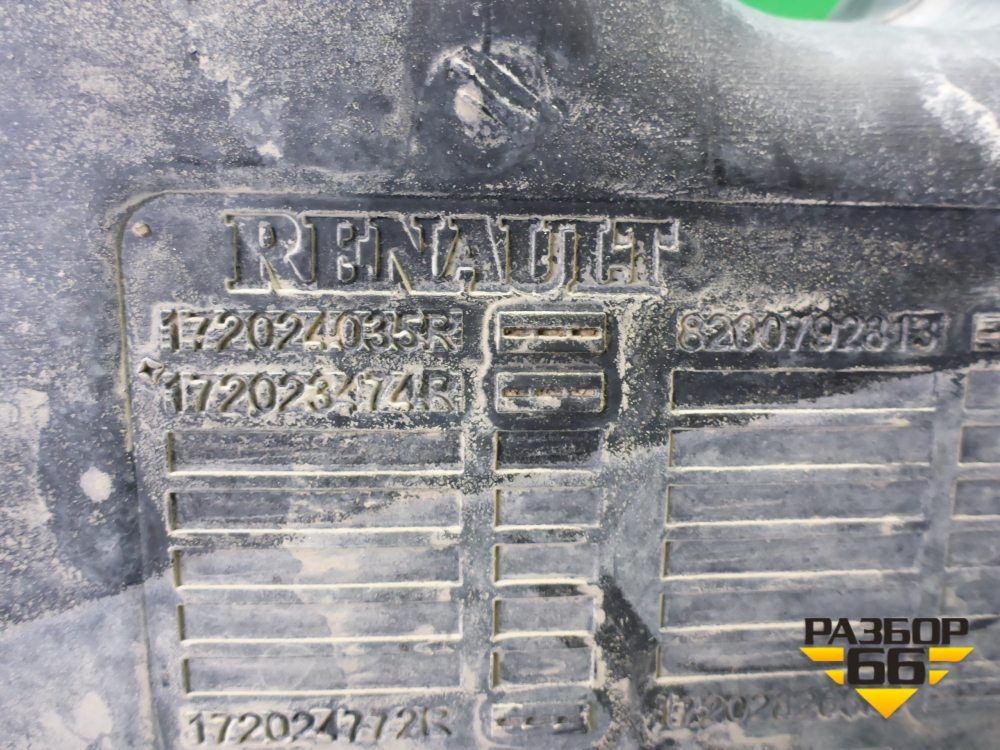 RENAULT
172024035R --- 8200792813
172023474R ---
172024772R ---
РАЗБОР
66